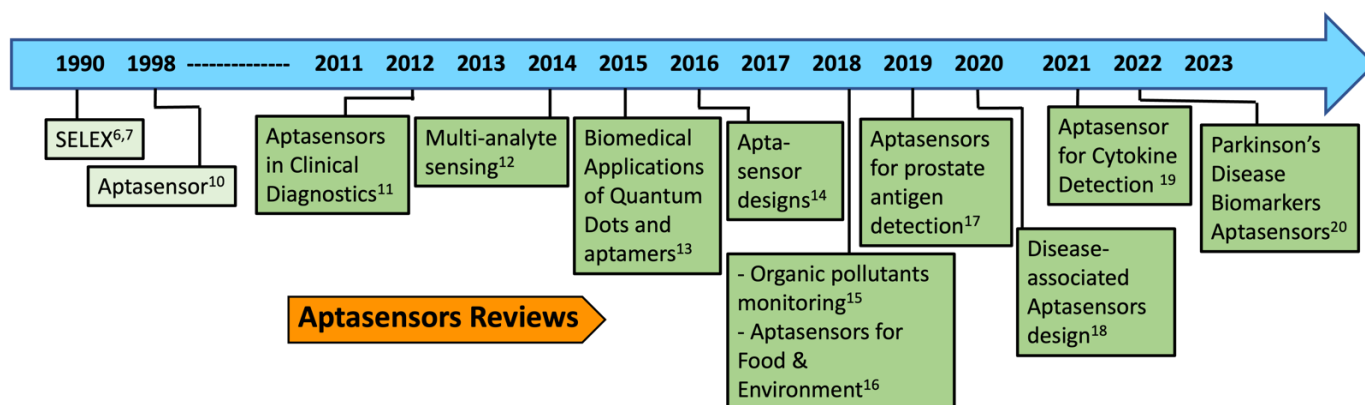 1990 1998 -------------- 2011 2012 2013 2014 2015 2016 2017 2018 2019 2020 2021 2022 2023
SELEX6,7
Aptasensor10
Aptasensors
in Clinical
Diagnostics11
Multi-analyte
sensing12
Biomedical
Applications
of Quantum
Dots and
aptamers13
Apta-
sensor
designs14
- Organic pollutants
monitoring15
- Aptasensors for
Food &
Environment16
Aptasensors
for prostate
antigen
detection17
Disease-
associated
Aptasensors
design18
Aptasensor
for Cytokine
Detection 19
Parkinson’s
Disease
Biomarkers
Aptasensors20
Aptasensors Reviews